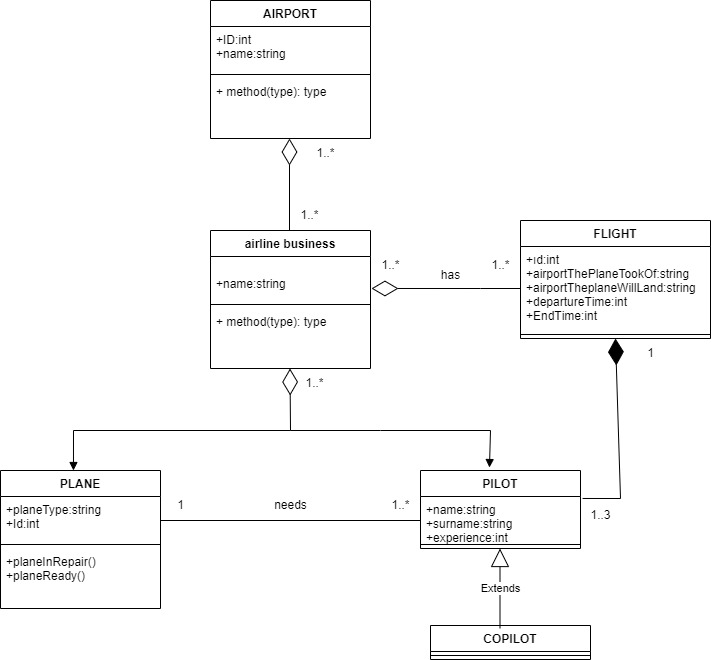 AIRPORT
+ID:int
+name:string
+ method(type): type
1..*
1..*
airline business
+name:string
+ method(type): type
1..*
has
1..*
FLIGHT
+ıd:int
+airportThePlaneTookOf:string
+airportTheplaneWillLand:string
+departureTime:int
+EndTime:int
1
1..*
PLANE
+planeType:string
+Id:int
+planeInRepair()
+planeReady()
1
needs
1..*
PILOT
+name:string
+surname:string
+experience:int
1..3
Extends
COPILOT